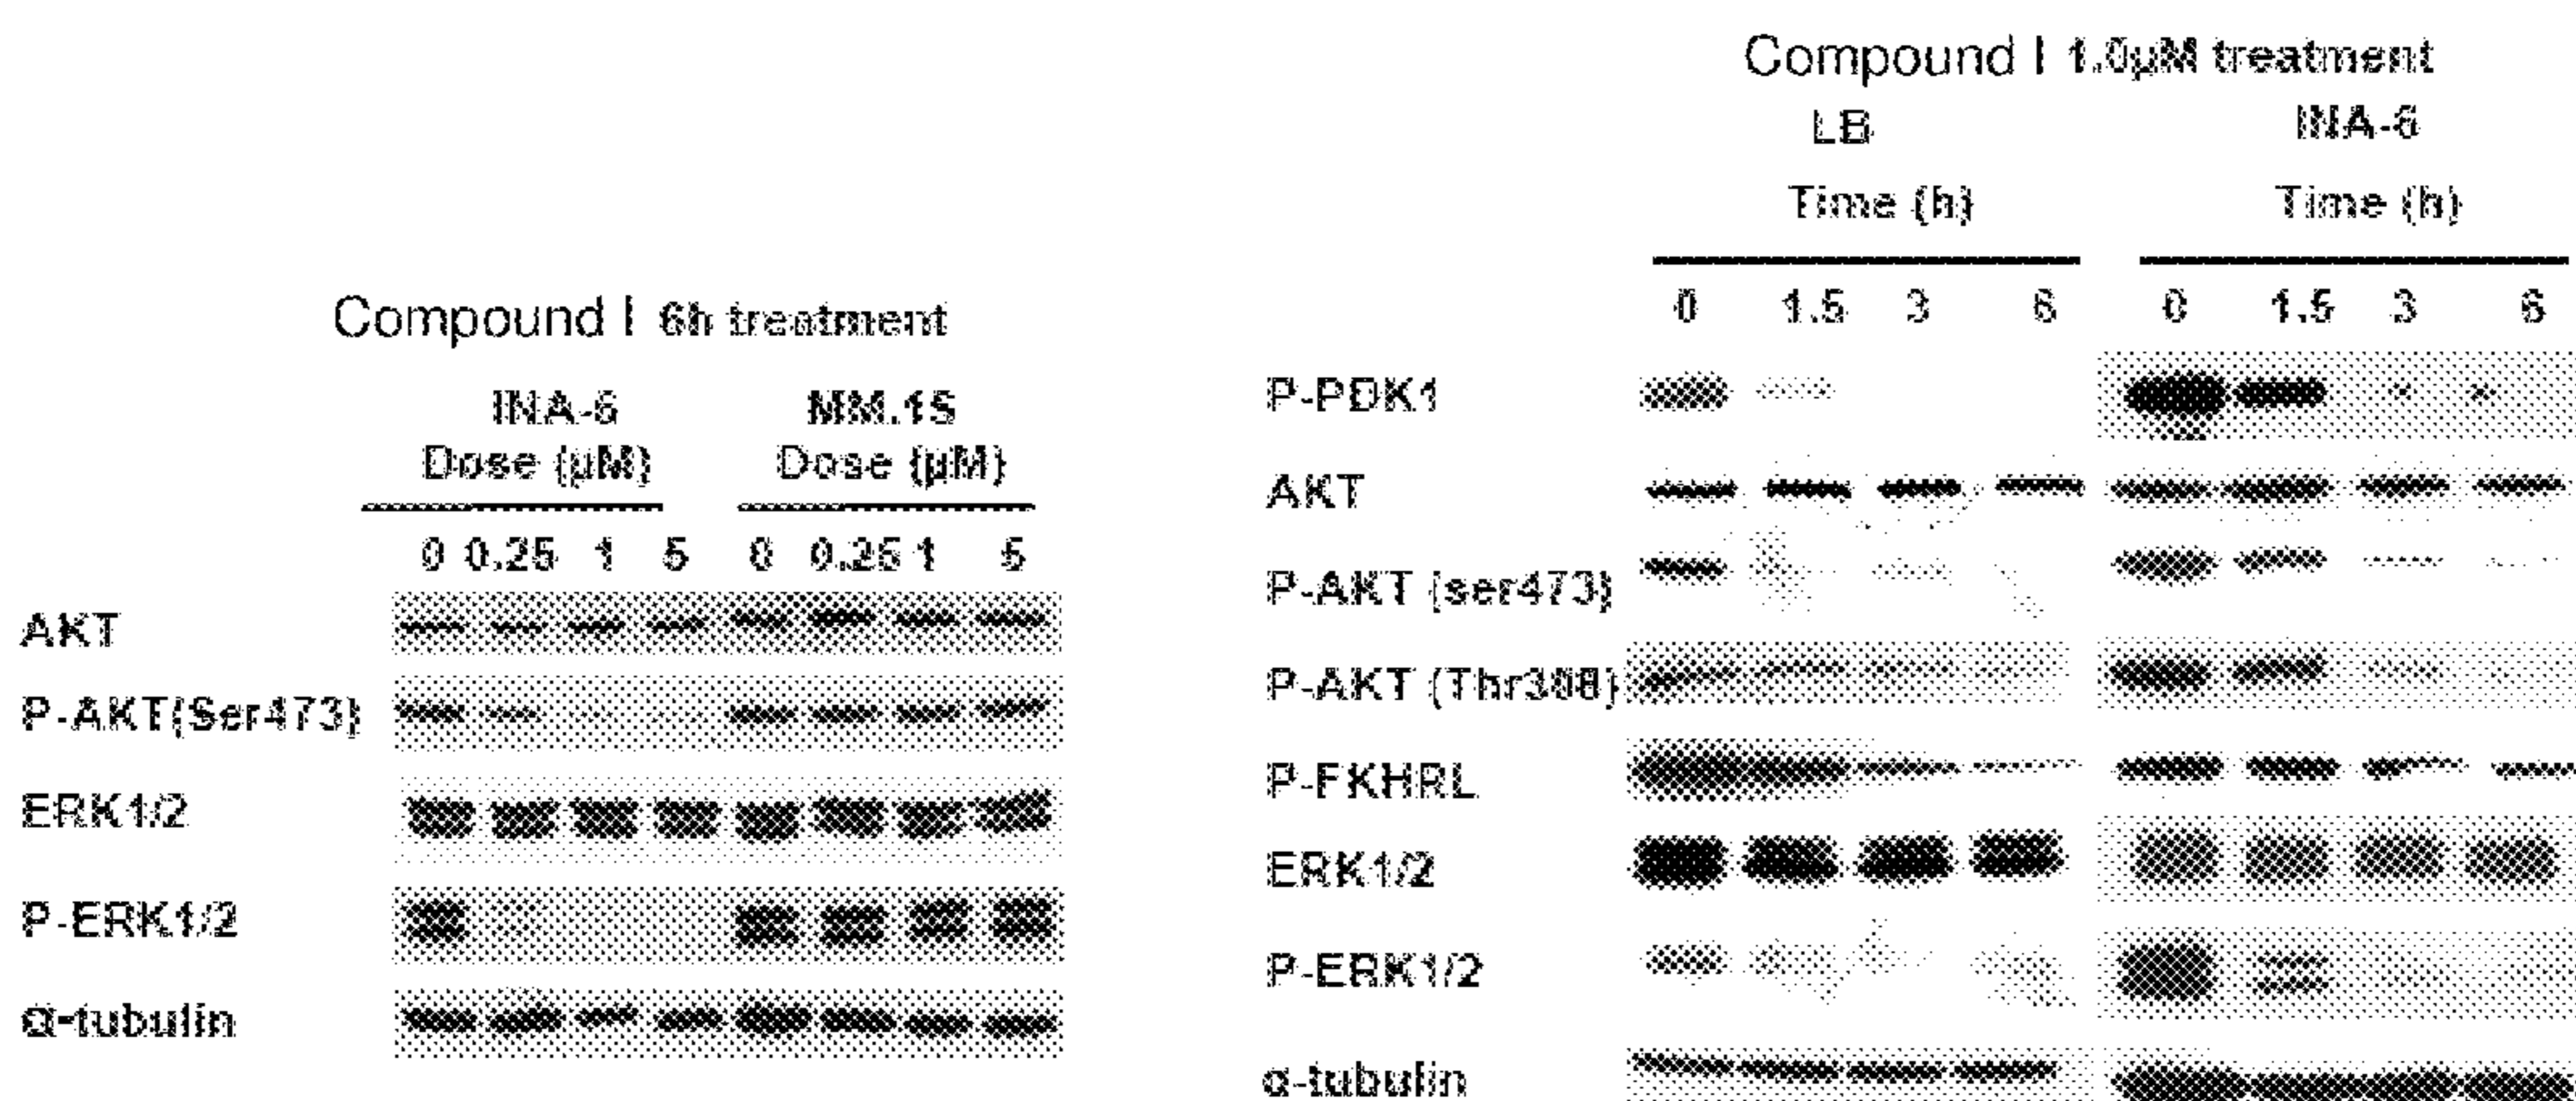 Compound I 6h treatment
INA-6 MM.1S
Dose (µM) Dose (µM)
0 0.25 1 5 0 0.25 1 5
AKT
P-AKT(Ser473)
ERK1/2
P-ERK1/2
α-tubulin
Compound I 1.0µM treatment
LB INA-6
Time (h) Time (h)
0 1.5 3 6 0 1.5 3 6
P-PDK1
AKT
P-AKT (ser473)
P-AKT (Thr308)
P-FKHRL
ERK1/2
P-ERK1/2
α-tubulin